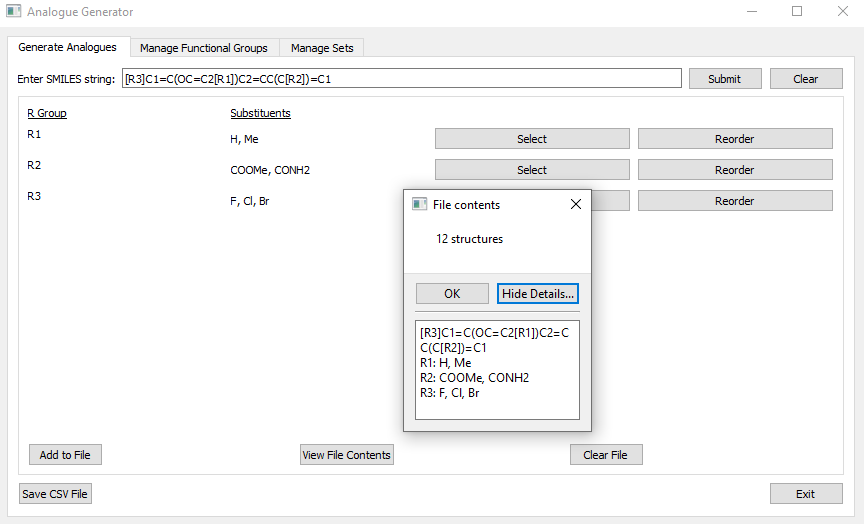 Analogue Generator
Generate Analogues Manage Functional Groups Manage Sets
Enter SMILES string: [R3]C1=C(OC=C2[R1])C2=CC(C[R2])=C1 Submit Clear
R Group Substituents
R1 H, Me Select Reorder
R2 COOMe, CONH2 Select Reorder
R3 F, Cl, Br Reorder
File contents
12 structures
OK Hide Details...
[R3]C1=C(OC=C2[R1])C2=C
C(C[R2])=C1
R1: H, Me
R2: COOMe, CONH2
R3: F, Cl, Br
Add to File View File Contents Clear File
Save CSV File Exit